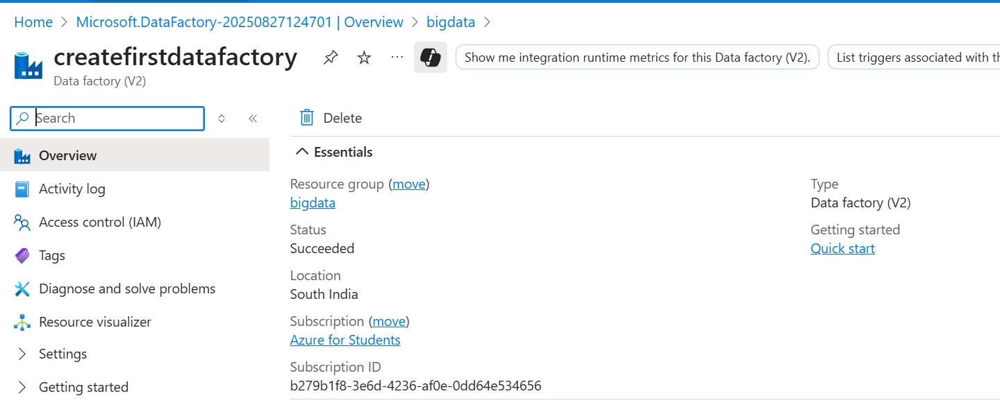 Home > Microsoft.DataFactory-20250827124701 | Overview > bigdata >
createfirstdatafactory
Data factory (V2)
Show me integration runtime metrics for this Data factory (V2).
List triggers associated with th
Search
Overview
Activity log
Access control (IAM)
Tags
Diagnose and solve problems
Resource visualizer
Settings
Getting started
Delete
Essentials
Resource group (move)
bigdata
Status
Succeeded
Location
South India
Subscription (move)
Azure for Students
Subscription ID
b279b1f8-3e6d-4236-af0e-0dd64e534656
Type
Data factory (V2)
Getting started
Quick start